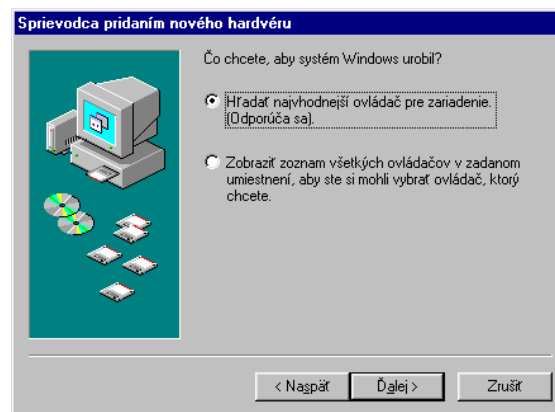 Sprievodca pridaním nového hardvéru
Čo chcete, aby systém Windows urobil?
Hľadať najvhodnejší ovládač pre zariadenie.
(Odporúča sa).
Zobraziť zoznam všetkých ovládačov v zadanom
umiestnení, aby ste si mohli vybrať ovládač, ktorý
chcete.
< Naspäť
Ďalej >
Zrušiť